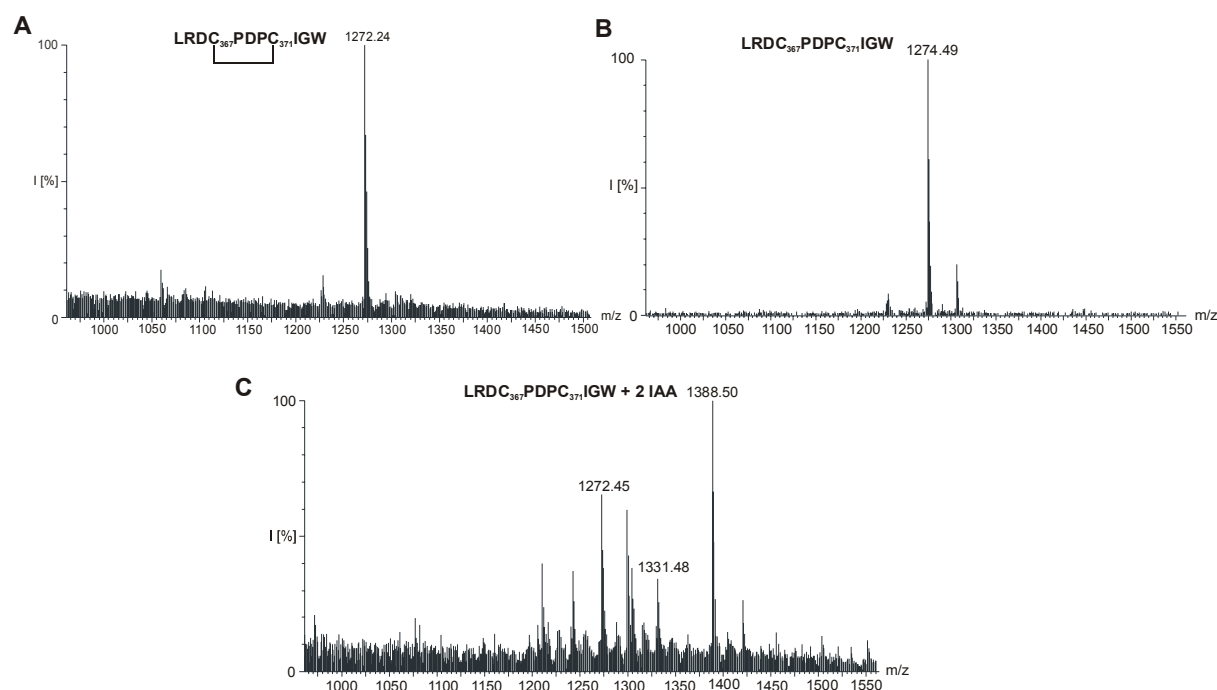 A
LRDC₃₆₇PDPC₃₇₁IGW
1272.24
100
I [%]
0
1000 1050 1100 1150 1200 1250 1300 1350 1400 1450 1500 m/z
B
LRDC₃₆₇PDPC₃₇₁IGW
1274.49
100
I [%]
0
1000 1050 1100 1150 1200 1250 1300 1350 1400 1450 1500 1550 m/z
C
LRDC₃₆₇PDPC₃₇₁IGW + 2 IAA 1388.50
100
1272.45
I [%]
1331.48
0
1000 1050 1100 1150 1200 1250 1300 1350 1400 1450 1500 1550 m/z